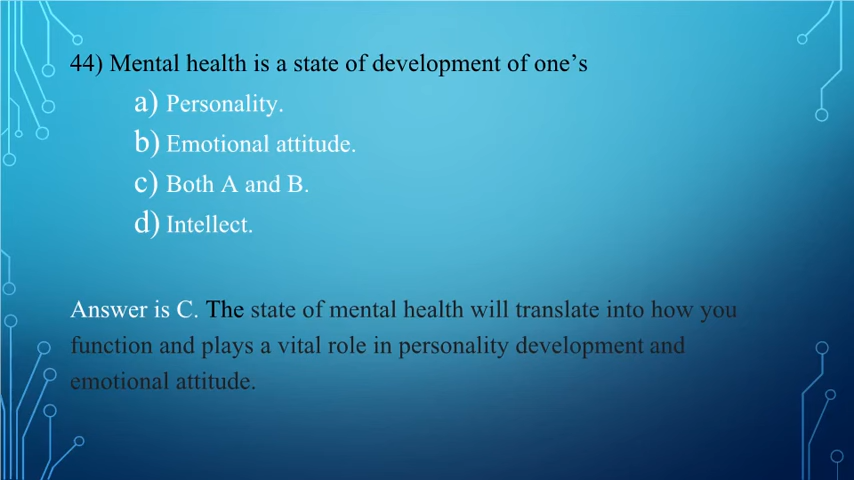 44) Mental health is a state of development of one’s
a) Personality.
b) Emotional attitude.
c) Both A and B.
d) Intellect.
Answer is C. The state of mental health will translate into how you
function and plays a vital role in personality development and
emotional attitude.